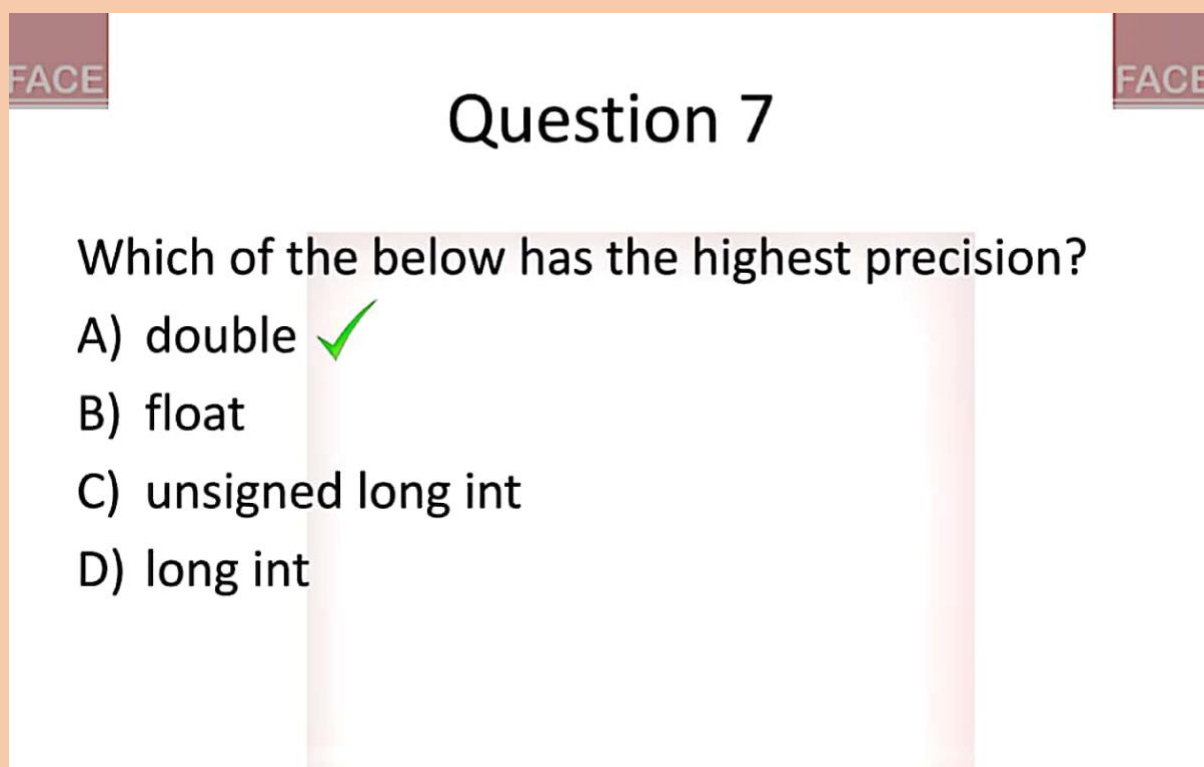 FACE
FACE
Question 7
Which of the below has the highest precision?
A) double
B) float
C) unsigned long int
D) long int